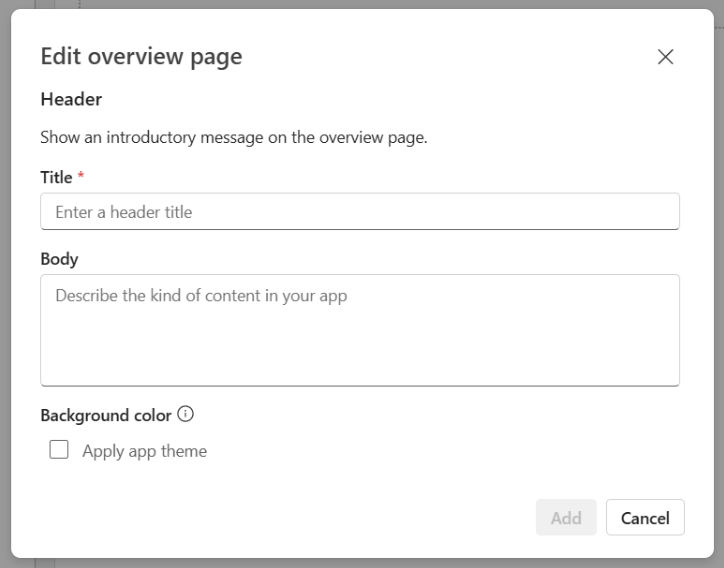 Edit overview page
Header
Show an introductory message on the overview page.
Title *
Enter a header title
Body
Describe the kind of content in your app
Background color
Apply app theme
Add
Cancel